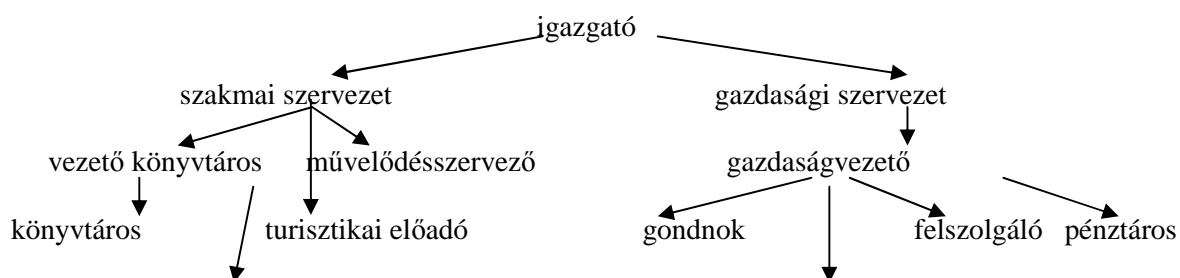 igazgató
szakmai szervezet gazdasági szervezet
vezető könyvtáros művelődésszervező gazdaságvezető
könyvtáros turisztikai előadó gondnok felszolgáló pénztáros